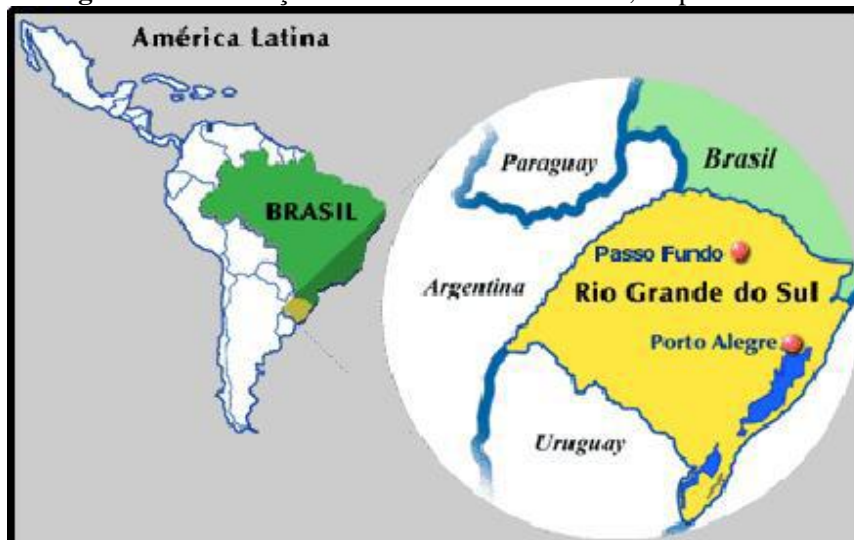 América Latina
BRASIL
Paraguay
Brasil
Passo Fundo
Argentina
Rio Grande do Sul
Porto Alegre
Uruguay